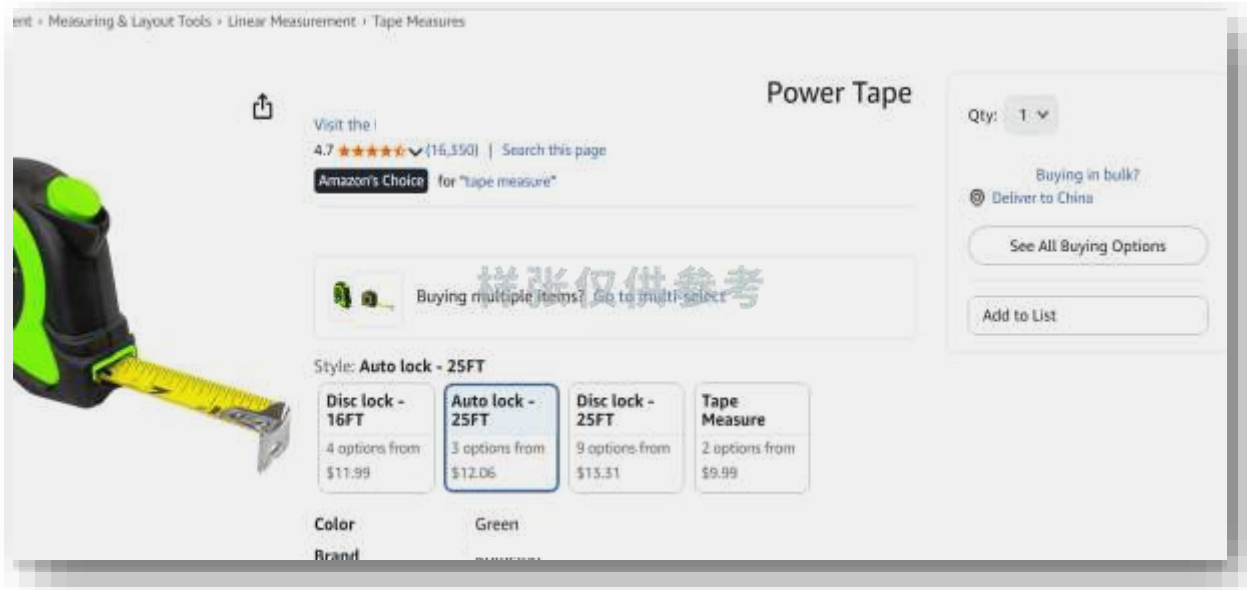 › Measuring & Layout Tools › Linear Measurement › Tape Measures
Power Tape
Visit the
4.7 (16,350) | Search this page
Amazon's Choice for "tape measure"
Qty: 1
Buying in bulk?
Deliver to China
See All Buying Options
Add to List
样张仅供参考
Buying multiple items? Go to multi-select
Style: Auto lock - 25FT
Disc lock -
16FT
4 options from
$11.99
Auto lock -
25FT
3 options from
$12.06
Disc lock -
25FT
9 options from
$13.31
Tape
Measure
2 options from
$9.99
Color Green
Brand